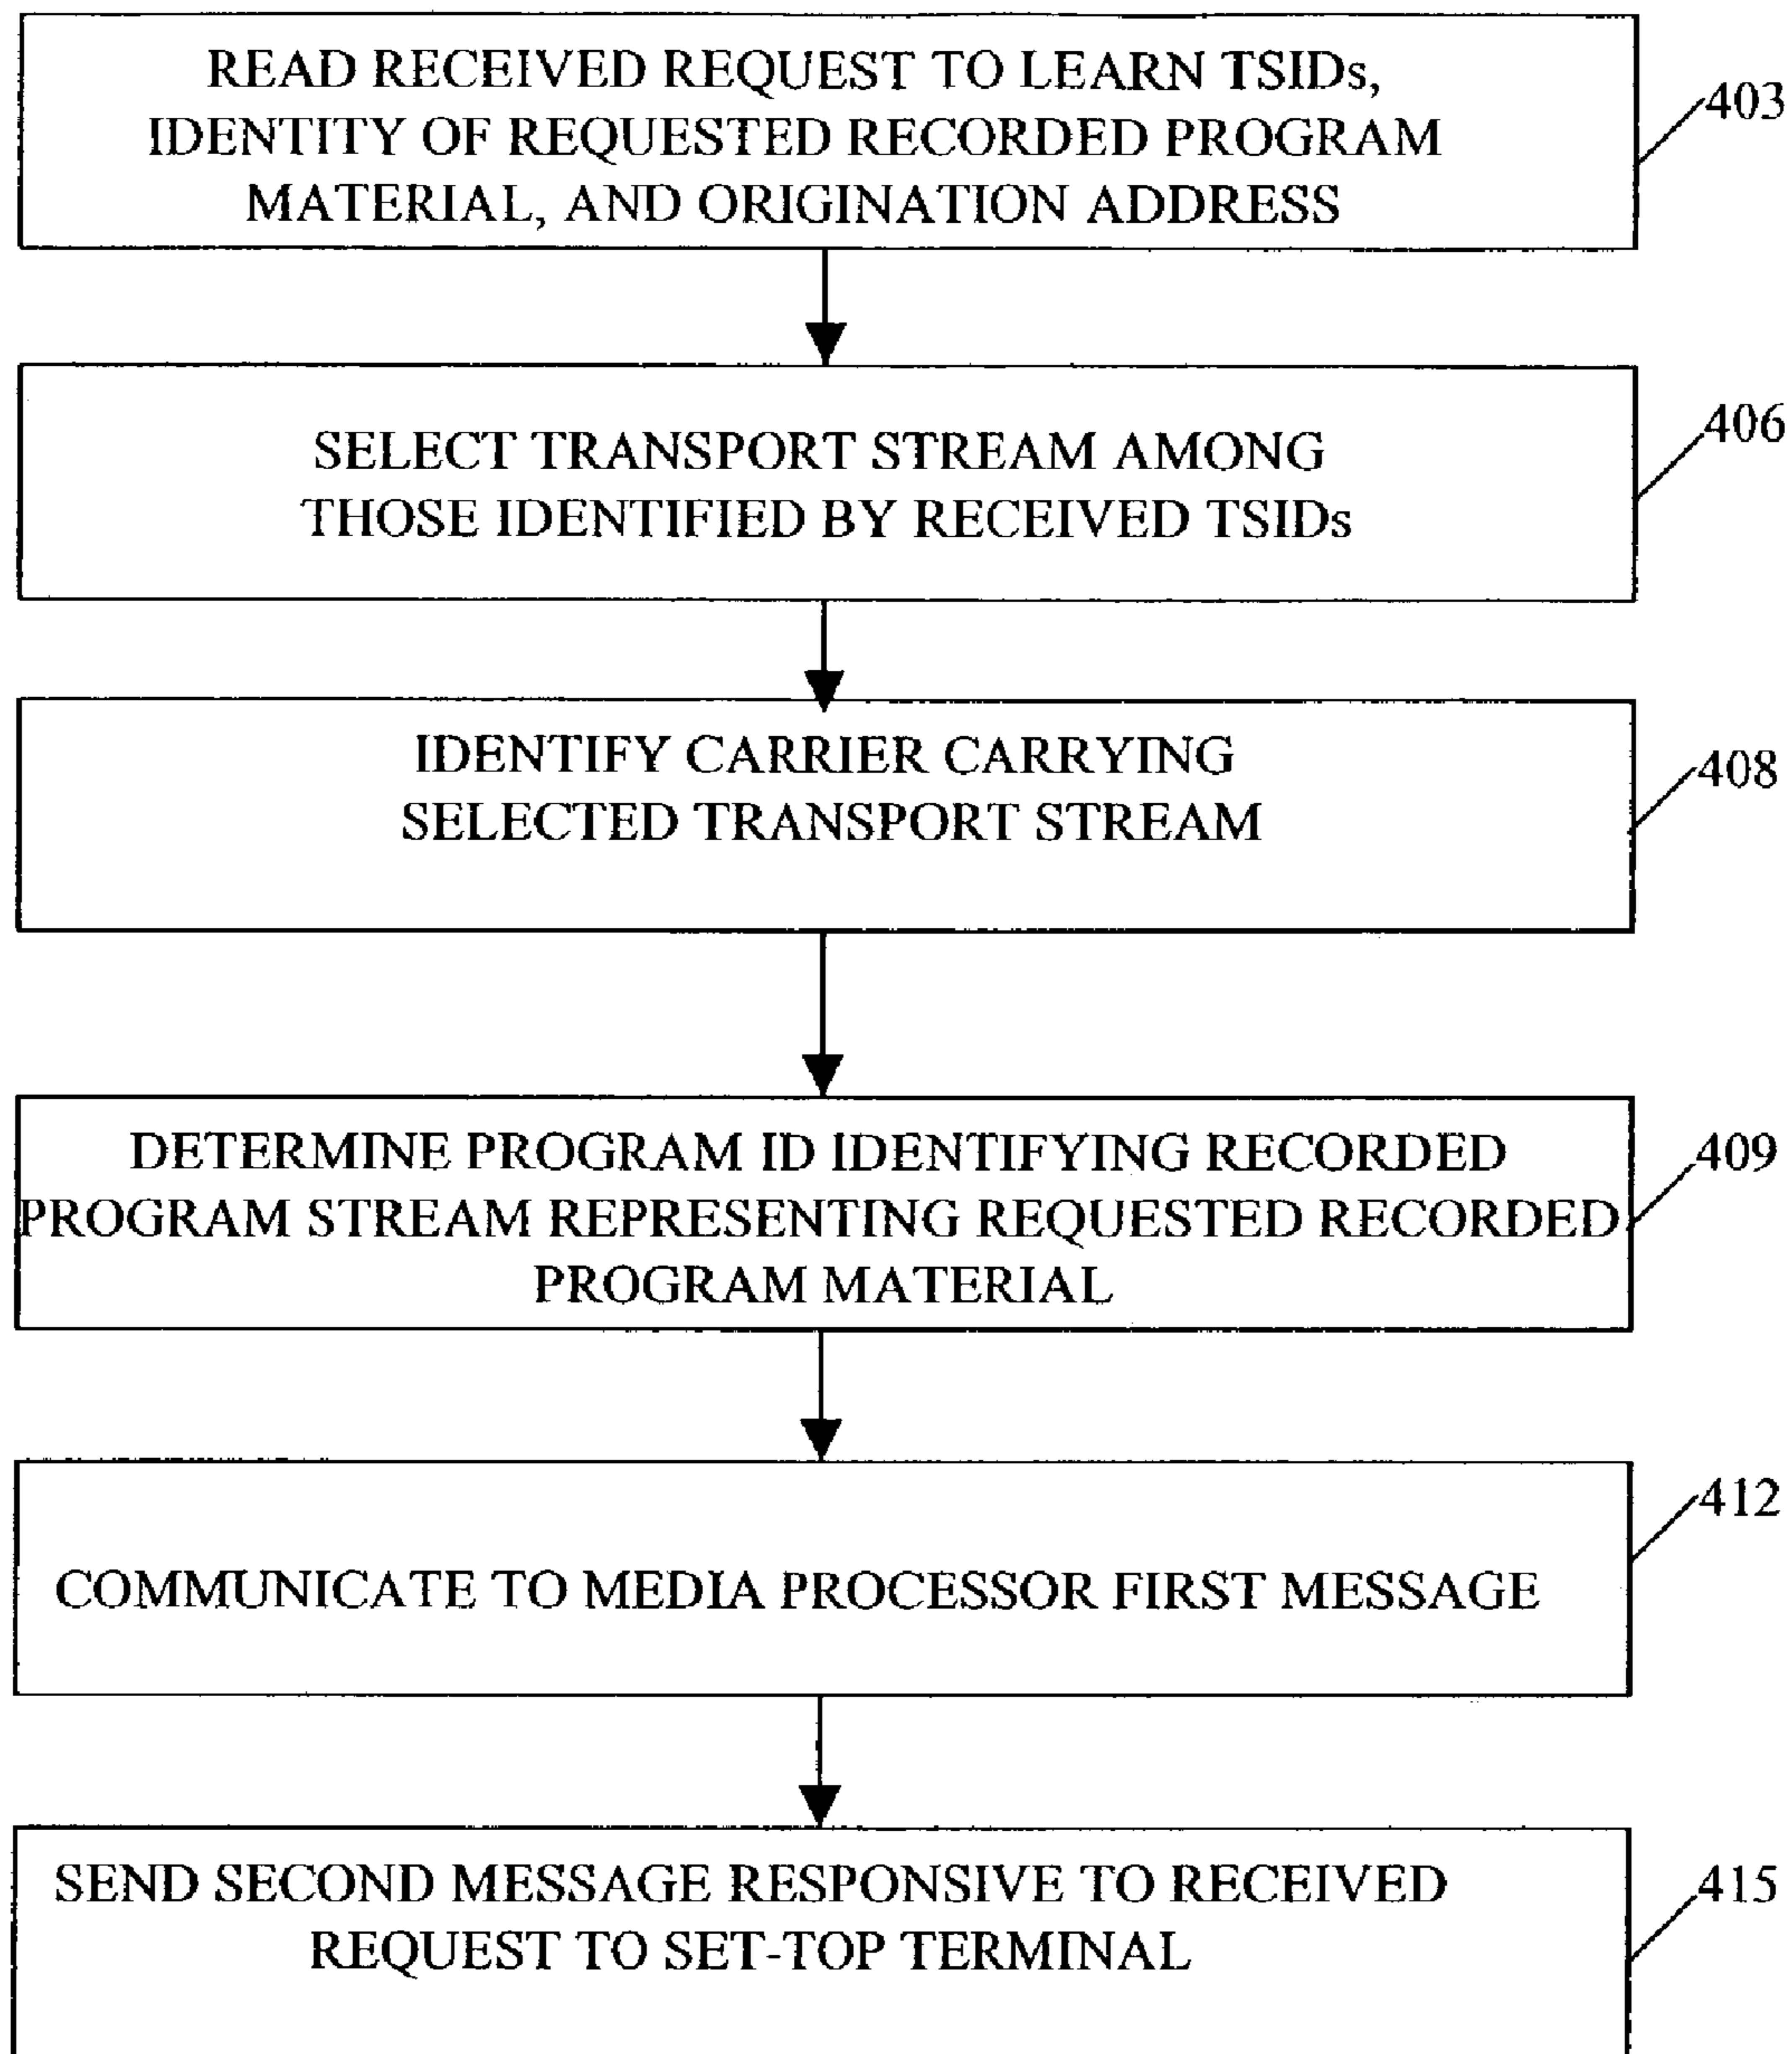 READ RECEIVED REQUEST TO LEARN TSIDs,
IDENTITY OF REQUESTED RECORDED PROGRAM
MATERIAL, AND ORIGINATION ADDRESS
403
SELECT TRANSPORT STREAM AMONG
THOSE IDENTIFIED BY RECEIVED TSIDs
406
IDENTIFY CARRIER CARRYING
SELECTED TRANSPORT STREAM
408
DETERMINE PROGRAM ID IDENTIFYING RECORDED
PROGRAM STREAM REPRESENTING REQUESTED RECORDED
PROGRAM MATERIAL
409
COMMUNICATE TO MEDIA PROCESSOR FIRST MESSAGE
412
SEND SECOND MESSAGE RESPONSIVE TO RECEIVED
REQUEST TO SET-TOP TERMINAL
415